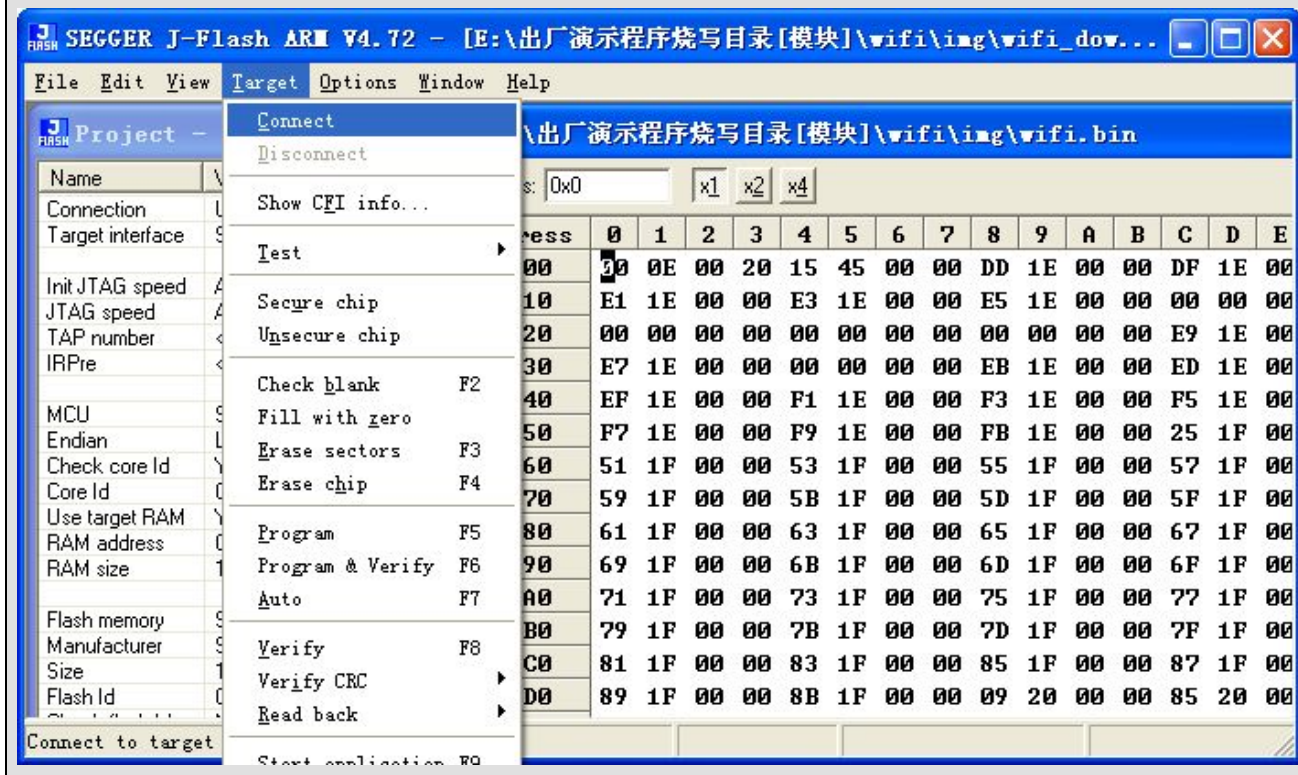 SEGGER J-Flash ARM V4.72 - [E:\出厂演示程序烧写目录[模块]\wifi\img\wifi_dow...
File Edit View Target Options Window Help
Project - \出厂演示程序烧写目录[模块]\wifi\img\wifi.bin
Connect
Disconnect
Show CFI info...
Test
Secure chip
Unsecure chip
Check blank F2
Fill with zero
Erase sectors F3
Erase chip F4
Program F5
Program & Verify F6
Auto F7
Verify F8
Verify CRC
Read back
Start application F9
Name
Connection
Target interface
Init JTAG speed
JTAG speed
TAP number
IRPre
MCU
Endian
Check core Id
Core Id
Use target RAM
RAM address
RAM size
Flash memory
Manufacturer
Size
Flash Id
0x0 x1 x2 x4
0 1 2 3 4 5 6 7 8 9 A B C D E
00 00 0E 00 20 15 45 00 00 DD 1E 00 00 DF 1E 00
10 E1 1E 00 00 E3 1E 00 00 E5 1E 00 00 00 00 00
20 00 00 00 00 00 00 00 00 00 00 00 00 E9 1E 00
30 E7 1E 00 00 00 00 00 00 EB 1E 00 00 ED 1E 00
40 EF 1E 00 00 F1 1E 00 00 F3 1E 00 00 F5 1E 00
50 F7 1E 00 00 F9 1E 00 00 FB 1E 00 00 25 1F 00
60 51 1F 00 00 53 1F 00 00 55 1F 00 00 57 1F 00
70 59 1F 00 00 5B 1F 00 00 5D 1F 00 00 5F 1F 00
80 61 1F 00 00 63 1F 00 00 65 1F 00 00 67 1F 00
90 69 1F 00 00 6B 1F 00 00 6D 1F 00 00 6F 1F 00
A0 71 1F 00 00 73 1F 00 00 75 1F 00 00 77 1F 00
B0 79 1F 00 00 7B 1F 00 00 7D 1F 00 00 7F 1F 00
C0 81 1F 00 00 83 1F 00 00 85 1F 00 00 87 1F 00
D0 89 1F 00 00 8B 1F 00 00 09 20 00 00 85 20 00
Connect to target